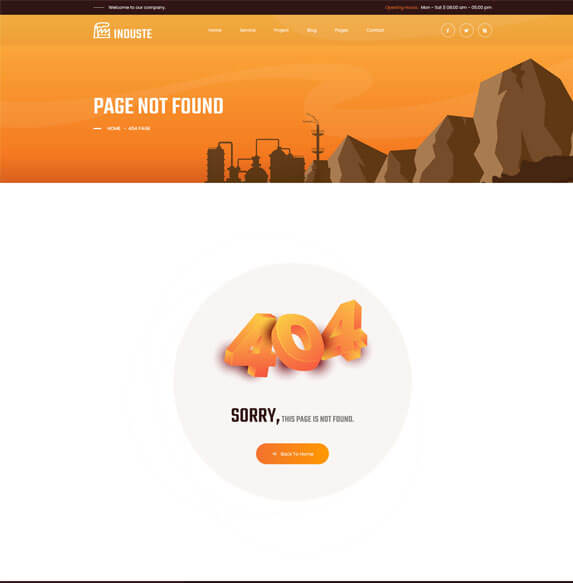 Welcome to our company.
Opening Hours: Mon - Sat || 08:00 am - 05:00 pm
INDUSTE
Home Service Project Blog Pages Contact
PAGE NOT FOUND
HOME - 404 PAGE
404
SORRY, THIS PAGE IS NOT FOUND.
Back To Home